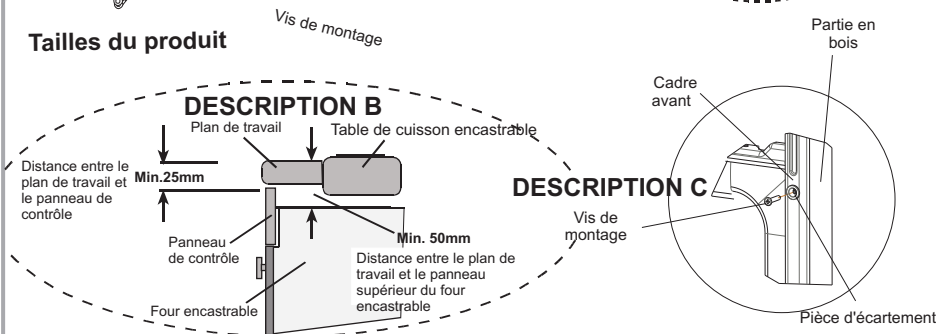 Vis de montage
Tailles du produit
DESCRIPTION B
Plan de travail
Table de cuisson encastrable
Distance entre le
plan de travail et
le panneau de
contrôle
Min.25mm
Panneau
de contrôle
Min. 50mm
Distance entre le plan de
travail et le panneau
supérieur du four
encastrable
Four encastrable
Partie en
bois
Cadre
avant
DESCRIPTION C
Vis de
montage
Pièce d'écartement